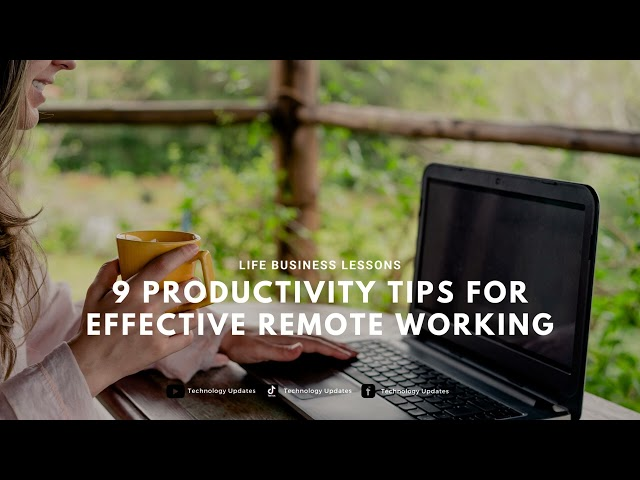 LIFE BUSINESS LESSONS
9 PRODUCTIVITY TIPS FOR
EFFECTIVE REMOTE WORKING
Technology Updates Technology Updates Technology Updates